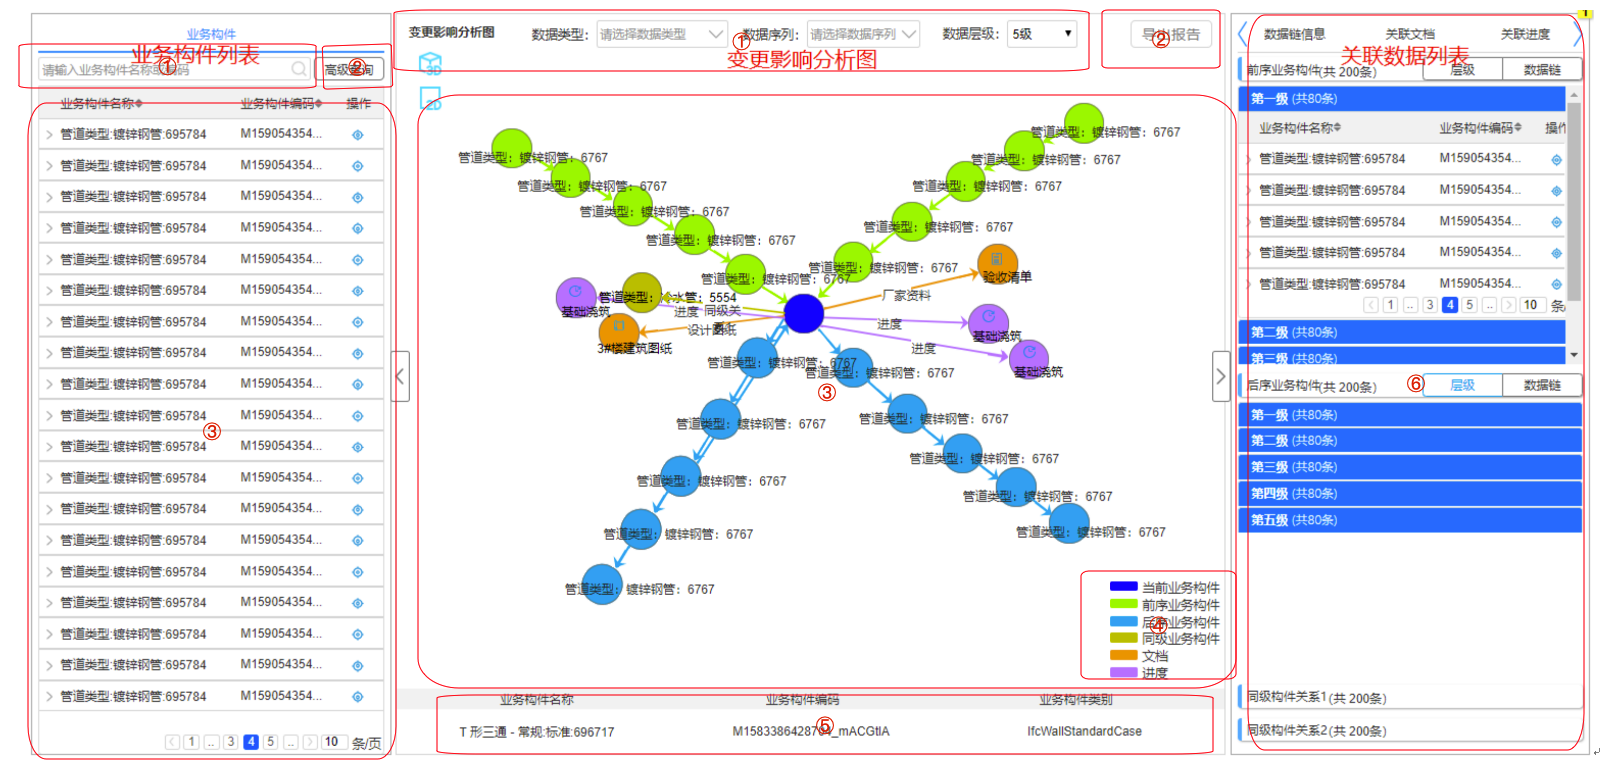 业务构件
业务构件列表
请输入业务构件名称或编码
①
高级查询
②
业务构件名称 业务构件编码 操作
管道类型:镀锌钢管:695784 M159054354...
管道类型:镀锌钢管:695784 M159054354...
管道类型:镀锌钢管:695784 M159054354...
管道类型:镀锌钢管:695784 M159054354...
管道类型:镀锌钢管:695784 M159054354...
管道类型:镀锌钢管:695784 M159054354...
管道类型:镀锌钢管:695784 M159054354...
管道类型:镀锌钢管:695784 M159054354...
管道类型:镀锌钢管:695784 M159054354...
管道类型:镀锌钢管:695784 M159054354...
③
管道类型:镀锌钢管:695784 M159054354...
管道类型:镀锌钢管:695784 M159054354...
管道类型:镀锌钢管:695784 M159054354...
管道类型:镀锌钢管:695784 M159054354...
管道类型:镀锌钢管:695784 M159054354...
管道类型:镀锌钢管:695784 M159054354...
管道类型:镀锌钢管:695784 M159054354...
管道类型:镀锌钢管:695784 M159054354...
管道类型:镀锌钢管:695784 M159054354...
< 1 .. 3 4 5 .. > 10 条/页
变更影响分析图 数据类型: 请选择数据类型 数据序列: 请选择数据序列 数据层级: 5级
①
变更影响分析图
导出报告
②
3D
2D
管道类型: 镀锌钢管: 6767
管道类型: 镀锌钢管: 6767
管道类型: 镀锌钢管: 6767
管道类型: 镀锌钢管: 6767
管道类型: 镀锌钢管: 6767
管道类型: 镀锌钢管: 6767
管道类型: 镀锌钢管: 6767
管道类型: 镀锌钢管: 6767
管道类型: 镀锌钢管: 6767
管道类型: 镀锌钢管: 6767
验收清单
厂家资料
管道类型: 冷水管: 5554
基础浇筑
进度
同级关系
设计图纸
3#楼建筑图纸
进度
基础浇筑
进度
基础浇筑
管道类型: 镀锌钢管: 6767
管道类型: 镀锌钢管: 6767
③
管道类型: 镀锌钢管: 6767
管道类型: 镀锌钢管: 6767
管道类型: 镀锌钢管: 6767
管道类型: 镀锌钢管: 6767
管道类型: 镀锌钢管: 6767
管道类型: 镀锌钢管: 6767
管道类型: 镀锌钢管: 6767
管道类型: 镀锌钢管: 6767
当前业务构件
前序业务构件
后序业务构件
④
同级业务构件
文档
进度
业务构件名称 业务构件编码 业务构件类别
⑤
T 形三通 - 常规:标准:696717 IfcWallStandardCase
1
数据链信息 关联文档 关联进度
关联数据列表
前序业务构件(共 200条) 层级 数据链
第一级 (共80条)
业务构件名称 业务构件编码 操作
管道类型:镀锌钢管:695784 M159054354...
管道类型:镀锌钢管:695784 M159054354...
管道类型:镀锌钢管:695784 M159054354...
管道类型:镀锌钢管:695784 M159054354...
管道类型:镀锌钢管:695784 M159054354...
< 1 .. 3 4 5 .. > 10 条/
第二级 (共80条)
第三级 (共80条)
后序业务构件(共 200条) ⑥ 层级 数据链
第一级 (共80条)
第二级 (共80条)
第三级 (共80条)
第四级 (共80条)
第五级 (共80条)
同级构件关系1(共 200条)
同级构件关系2(共 200条)